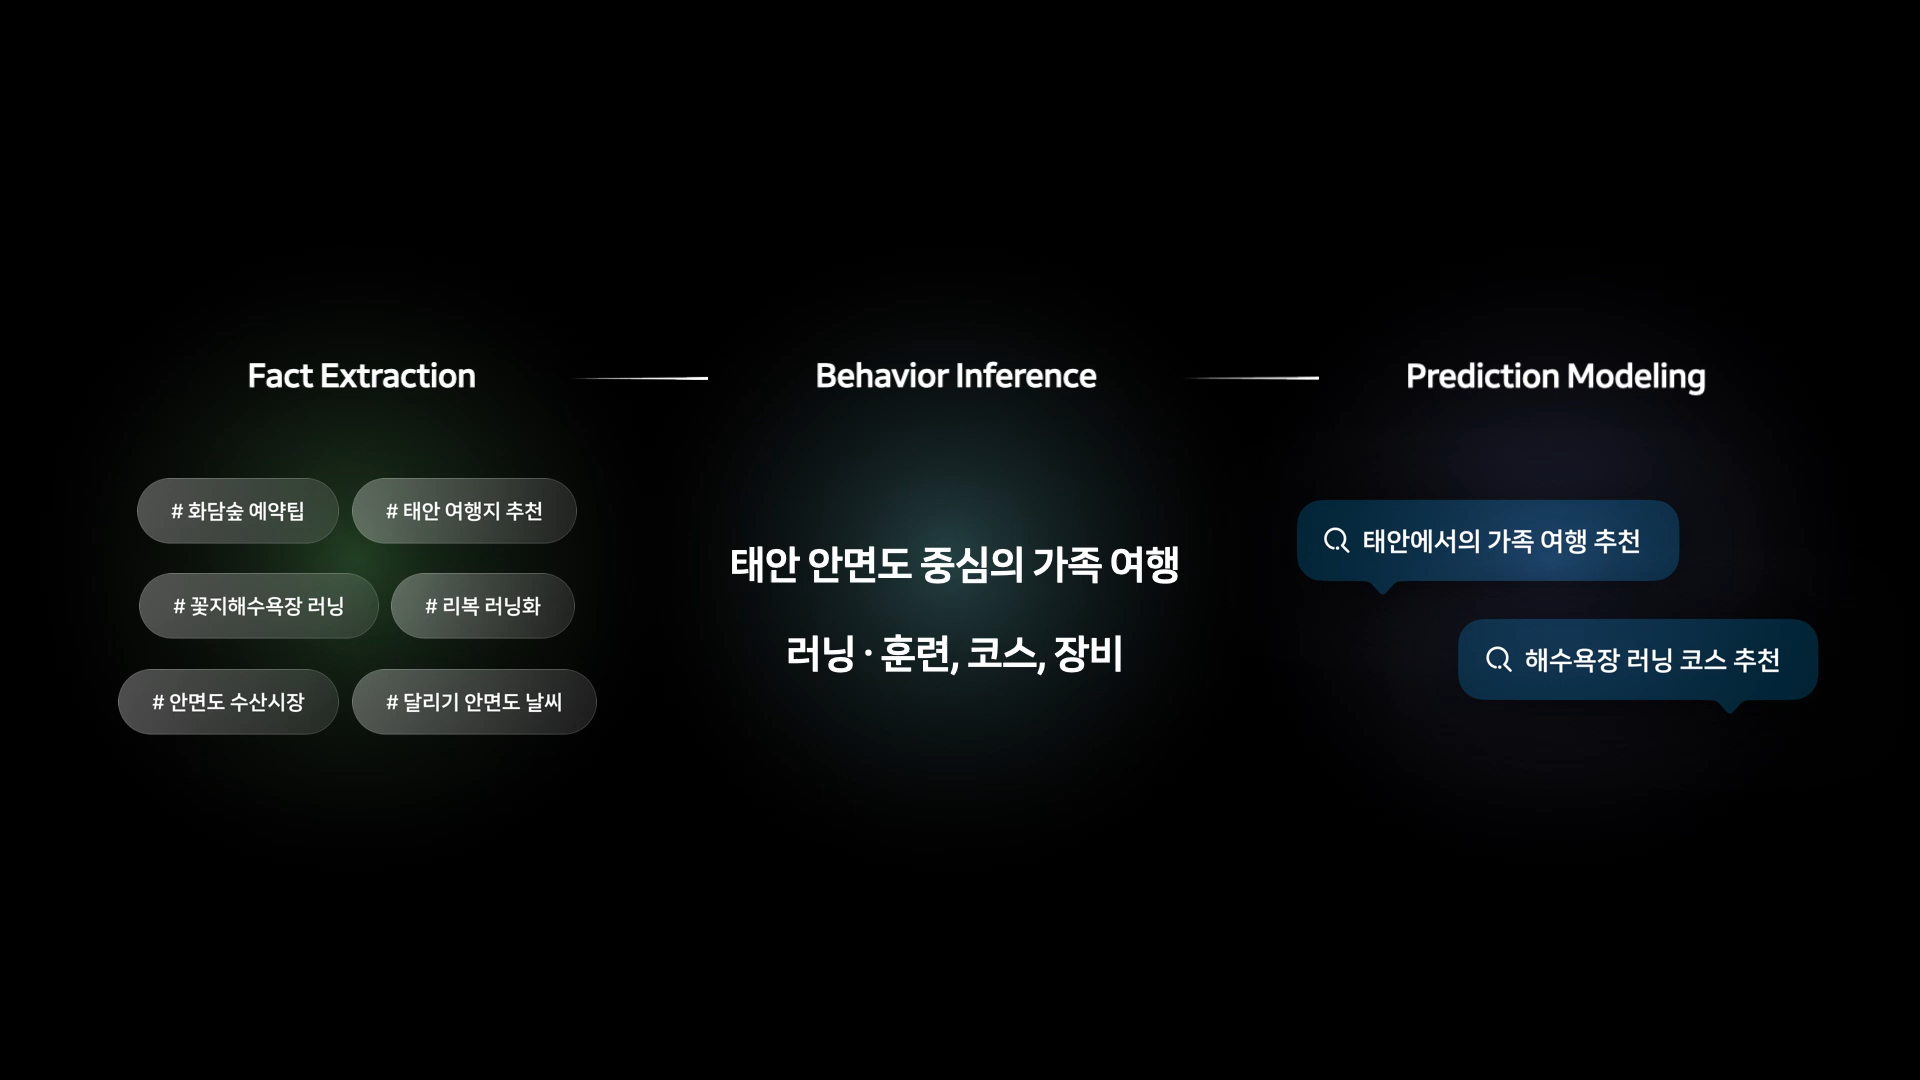 Fact Extraction
# 화담숲 예약팁
# 태안 여행지 추천
# 꽃지해수욕장 러닝
# 리복 러닝화
# 안면도 수산시장
# 달리기 안면도 날씨
Behavior Inference
태안 안면도 중심의 가족 여행
러닝 · 훈련, 코스, 장비
Prediction Modeling
태안에서의 가족 여행 추천
해수욕장 러닝 코스 추천